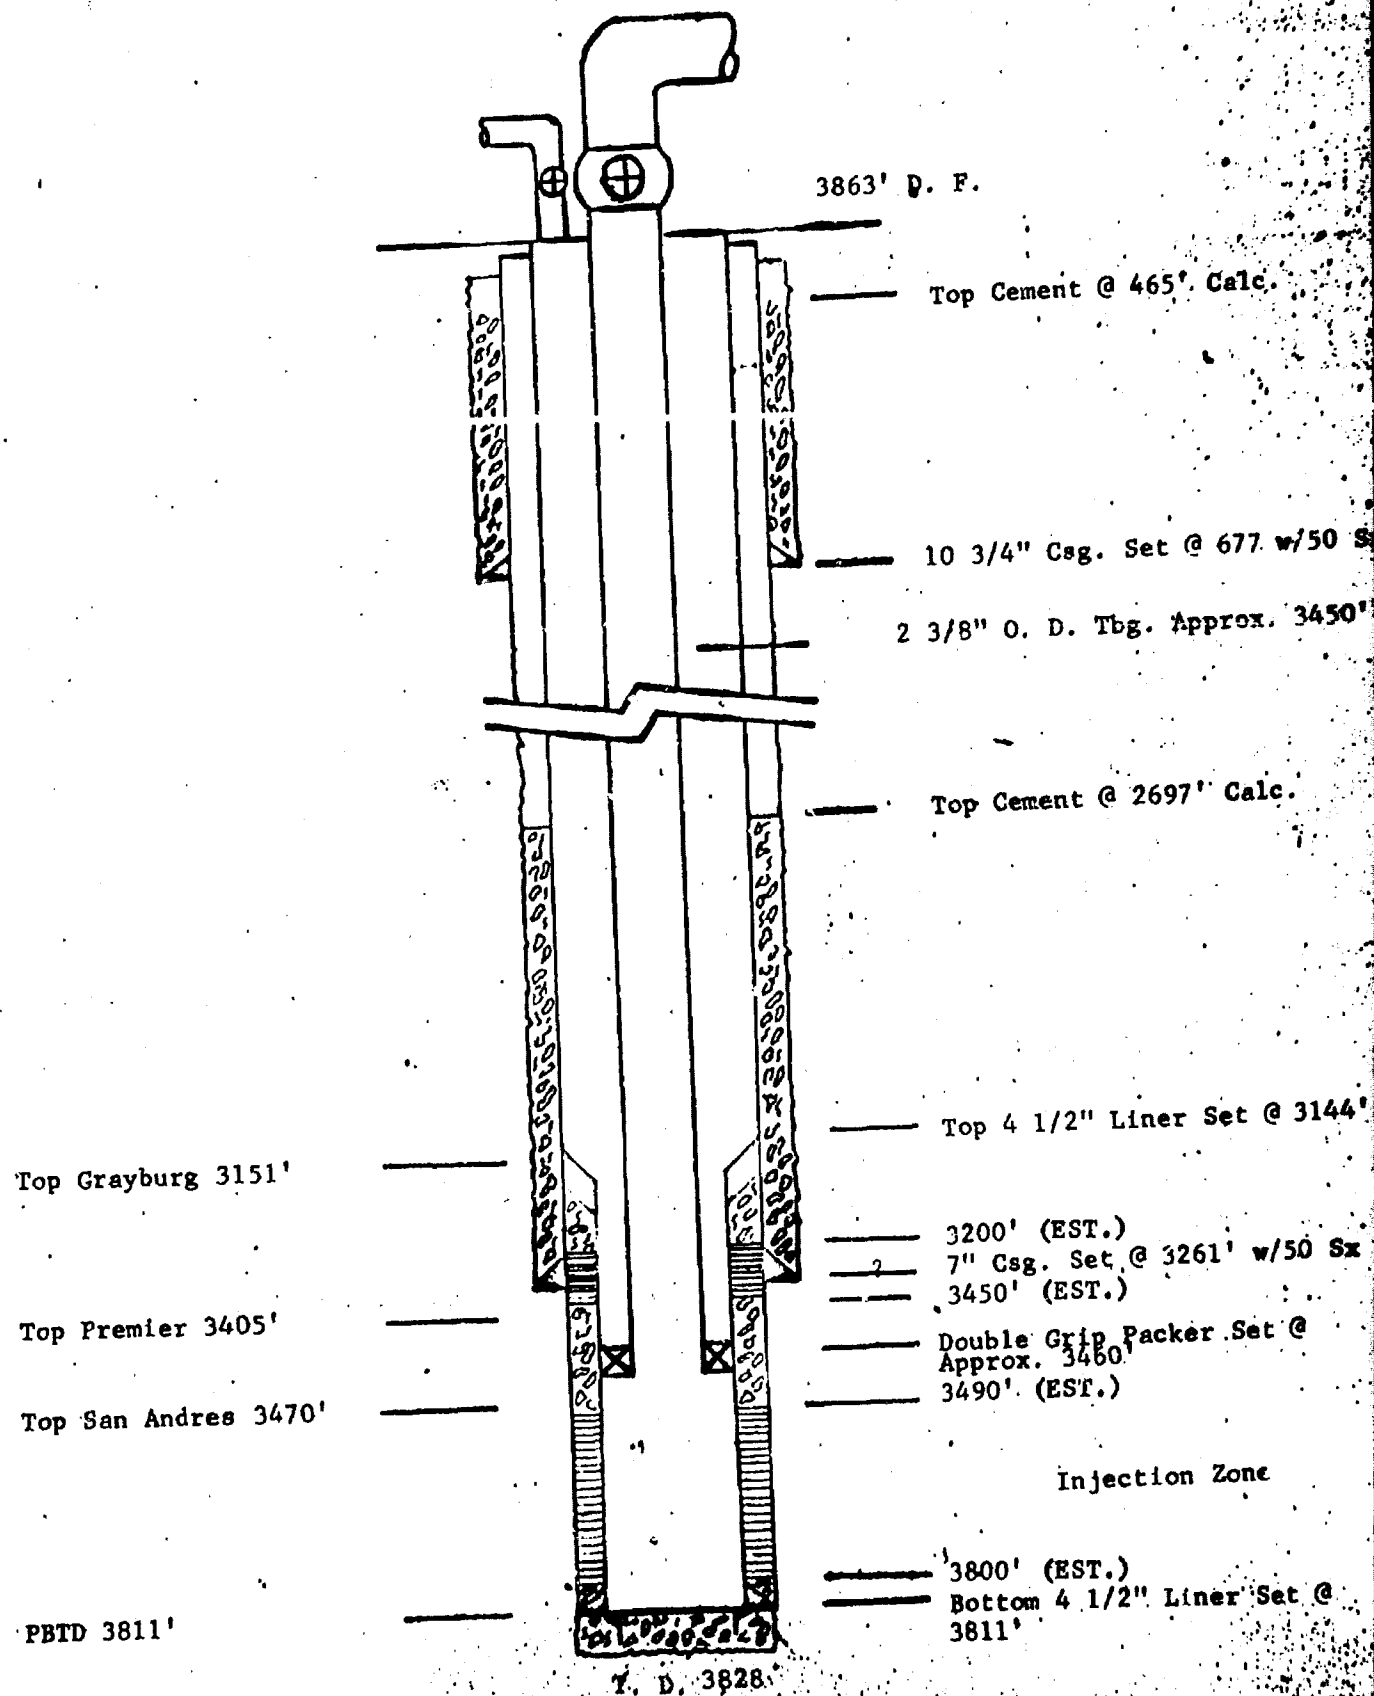 3863' D. F.
Top Cement @ 465' Calc.
10 3/4" Csg. Set @ 677 w/50 S
2 3/8" O. D. Tbg. Approx. 3450'
Top Cement @ 2697' Calc.
Top 4 1/2" Liner Set @ 3144'
Top Grayburg 3151'
3200' (EST.)
7" Csg. Set @ 3261' w/50 Sx
?
3450' (EST.)
Top Premier 3405'
Double Grip Packer Set @
Approx. 3460'
3490' (EST.)
Top San Andres 3470'
Injection Zone
3800' (EST.)
Bottom 4 1/2" Liner Set @
3811'
PBTD 3811'
T. D. 3828